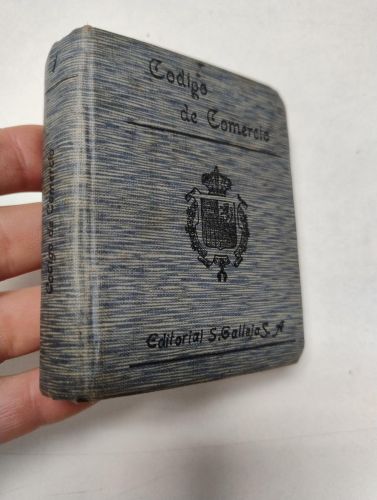 Codigo
de Comercio
Editorial S. Calleja S. A
Codigo de Comercio